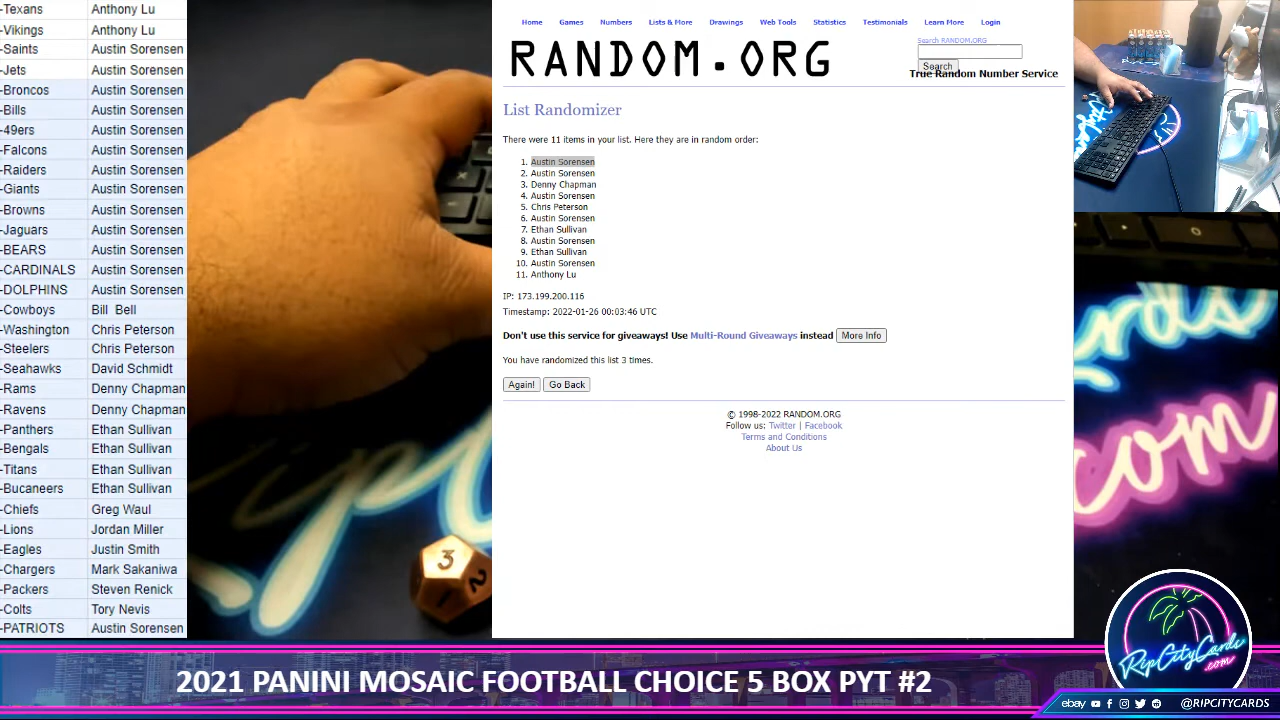 -Texans Anthony Lu
-Vikings Anthony Lu
-Saints Austin Sorensen
-Jets Austin Sorensen
-Broncos Austin Sorensen
-Bills Austin Sorensen
-49ers Austin Sorensen
-Falcons Austin Sorensen
-Raiders Austin Sorensen
-Giants Austin Sorensen
-Browns Austin Sorensen
-Jaguars Austin Sorensen
-BEARS Austin Sorensen
-CARDINALS Austin Sorensen
-DOLPHINS Austin Sorensen
-Cowboys Bill Bell
-Washington Chris Peterson
-Steelers Chris Peterson
-Seahawks David Schmidt
-Rams Denny Chapman
-Ravens Denny Chapman
-Panthers Ethan Sullivan
-Bengals Ethan Sullivan
-Titans Ethan Sullivan
-Bucaneers Ethan Sullivan
-Chiefs Greg Waul
-Lions Jordan Miller
-Eagles Justin Smith
-Chargers Mark Sakaniwa
-Packers Steven Renick
-Colts Tory Nevis
-PATRIOTS Austin Sorensen
3
2
Home Games Numbers Lists & More Drawings Web Tools Statistics Testimonials Learn More Login
Search RANDOM.ORG
Search
RANDOM.ORG
True Random Number Service
List Randomizer
There were 11 items in your list. Here they are in random order:
1. Austin Sorensen
2. Austin Sorensen
3. Denny Chapman
4. Austin Sorensen
5. Chris Peterson
6. Austin Sorensen
7. Ethan Sullivan
8. Austin Sorensen
9. Ethan Sullivan
10. Austin Sorensen
11. Anthony Lu
IP: 173.199.200.116
Timestamp: 2022-01-26 00:03:46 UTC
Don't use this service for giveaways! Use Multi-Round Giveaways instead More Info
You have randomized this list 3 times.
Again! Go Back
© 1998-2022 RANDOM.ORG
Follow us: Twitter | Facebook
Terms and Conditions
About Us
com
RipCityCards
.com
2021 PANINI MOSAIC FOOTBALL CHOICE 5 BOX PYT #2
ebay @RIPCITYCARDS